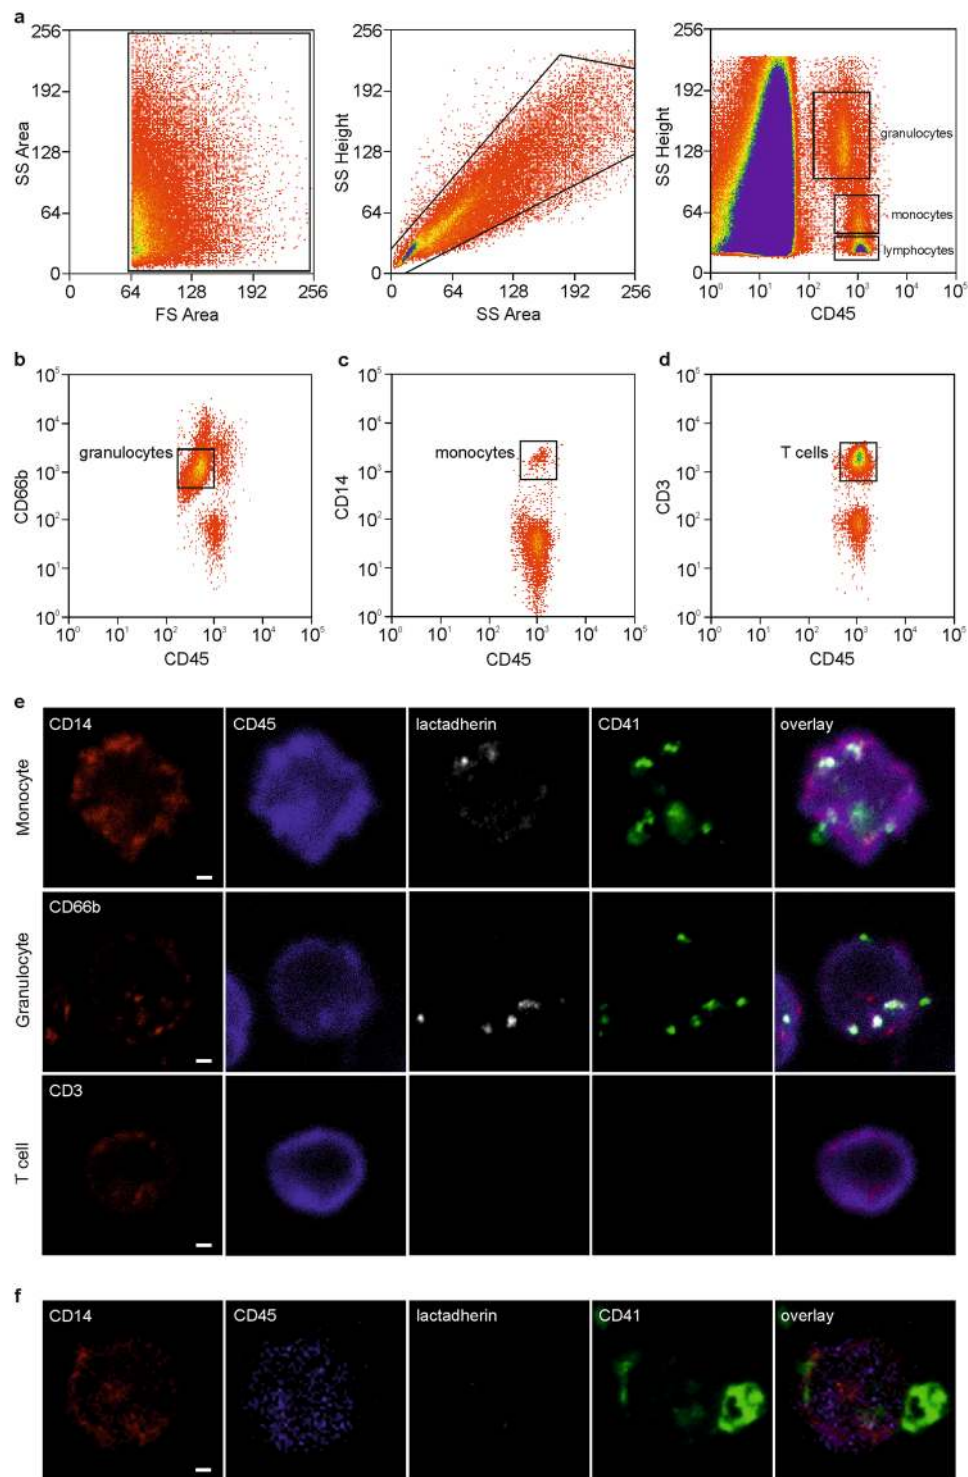 a
256
192
128
64
0
SS Area
0 64 128 192 256
FS Area
256
192
128
64
0
SS Height
0 64 128 192 256
SS Area
256
192
128
64
0
SS Height
granulocytes
monocytes
lymphocytes
10⁰ 10¹ 10² 10³ 10⁴ 10⁵
CD45
b
10⁵
10⁴
10³
10²
10¹
10⁰
CD66b
granulocytes
10⁰ 10¹ 10² 10³ 10⁴ 10⁵
CD45
c
10⁵
10⁴
10³
10²
10¹
10⁰
CD14
monocytes
10⁰ 10¹ 10² 10³ 10⁴ 10⁵
CD45
d
10⁵
10⁴
10³
10²
10¹
10⁰
CD3
T cells
10⁰ 10¹ 10² 10³ 10⁴ 10⁵
CD45
e
CD14 CD45 lactadherin CD41 overlay
Monocyte
CD66b
Granulocyte
CD3
T cell
f
CD14 CD45 lactadherin CD41 overlay